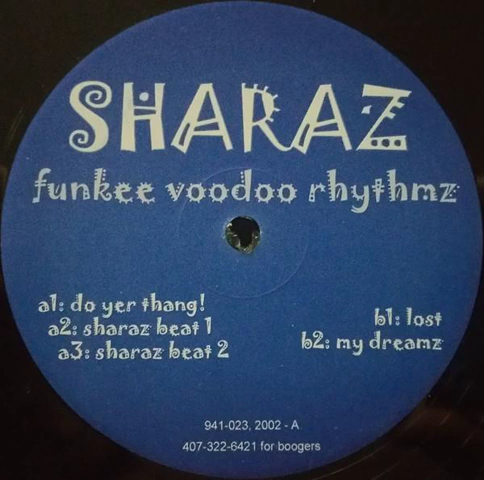 SHARAZ
funkee voodoo rhythmz
a1: do yer thang!
a2: sharaz beat 1
a3: sharaz beat 2
b1: lost
b2: my dreamz
941-023, 2002 - A
407-322-6421 for boogers